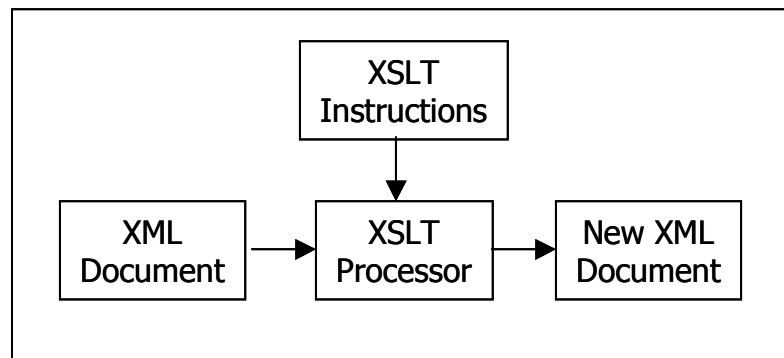 XSLT
Instructions
XML
Document
XSLT
Processor
New XML
Document